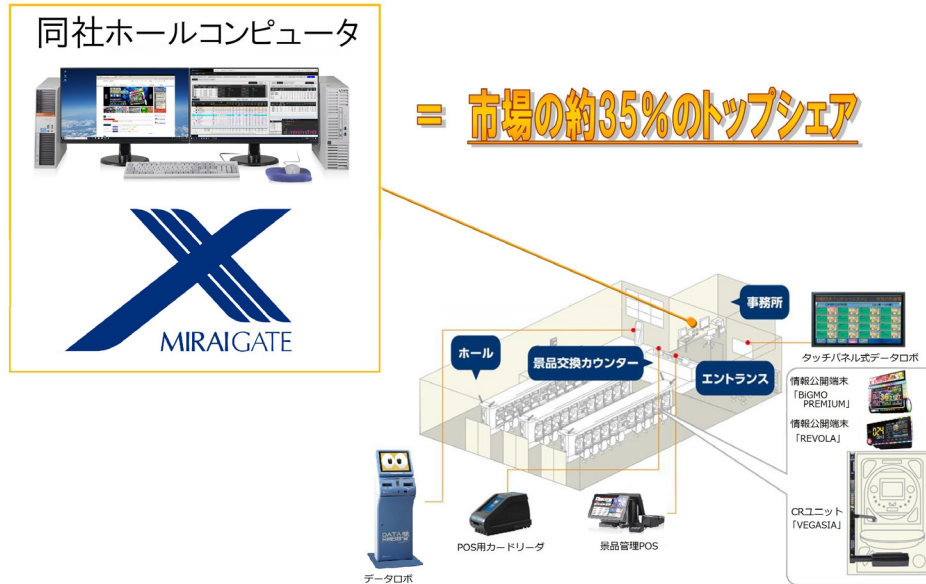 同社ホールコンピュータ
= 市場の約35%のトップシェア
MIRAIGATE
事務所
ホール
景品交換カウンター
エントランス
タッチパネル式データロボ
情報公開端末
「BiGMO
PREMIUM」
情報公開端末
「REVOLA」
CRユニット
「VEGASIA」
POS用カードリーダ
景品管理POS
データロボ